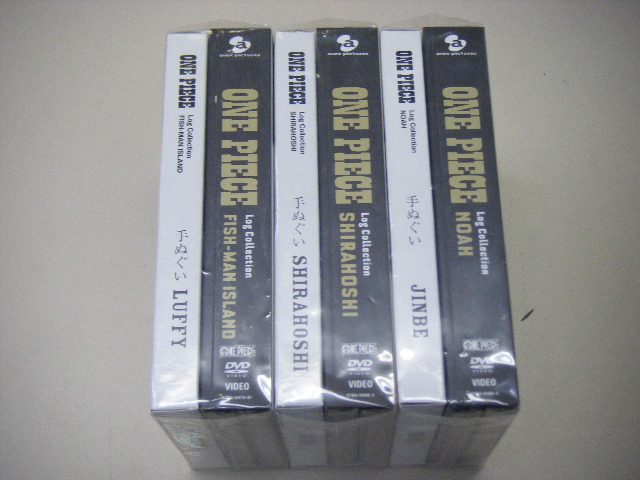 ONE PIECE
Log Collection
FISH-MAN ISLAND
手ぬぐい
LUFFY
a
avex pictures
ONE PIECE
Log Collection
FISH-MAN ISLAND
ONE PIECE
DVD
VIDEO
VIDEO
ONE PIECE
Log Collection
SHIRAHOSHI
手ぬぐい
SHIRAHOSHI
a
avex pictures
ONE PIECE
Log Collection
SHIRAHOSHI
ONE PIECE
DVD
VIDEO
VIDEO
ONE PIECE
Log Collection
NOAH
手ぬぐい
JINBE
a
avex pictures
ONE PIECE
Log Collection
NOAH
ONE PIECE
DVD
VIDEO
VIDEO